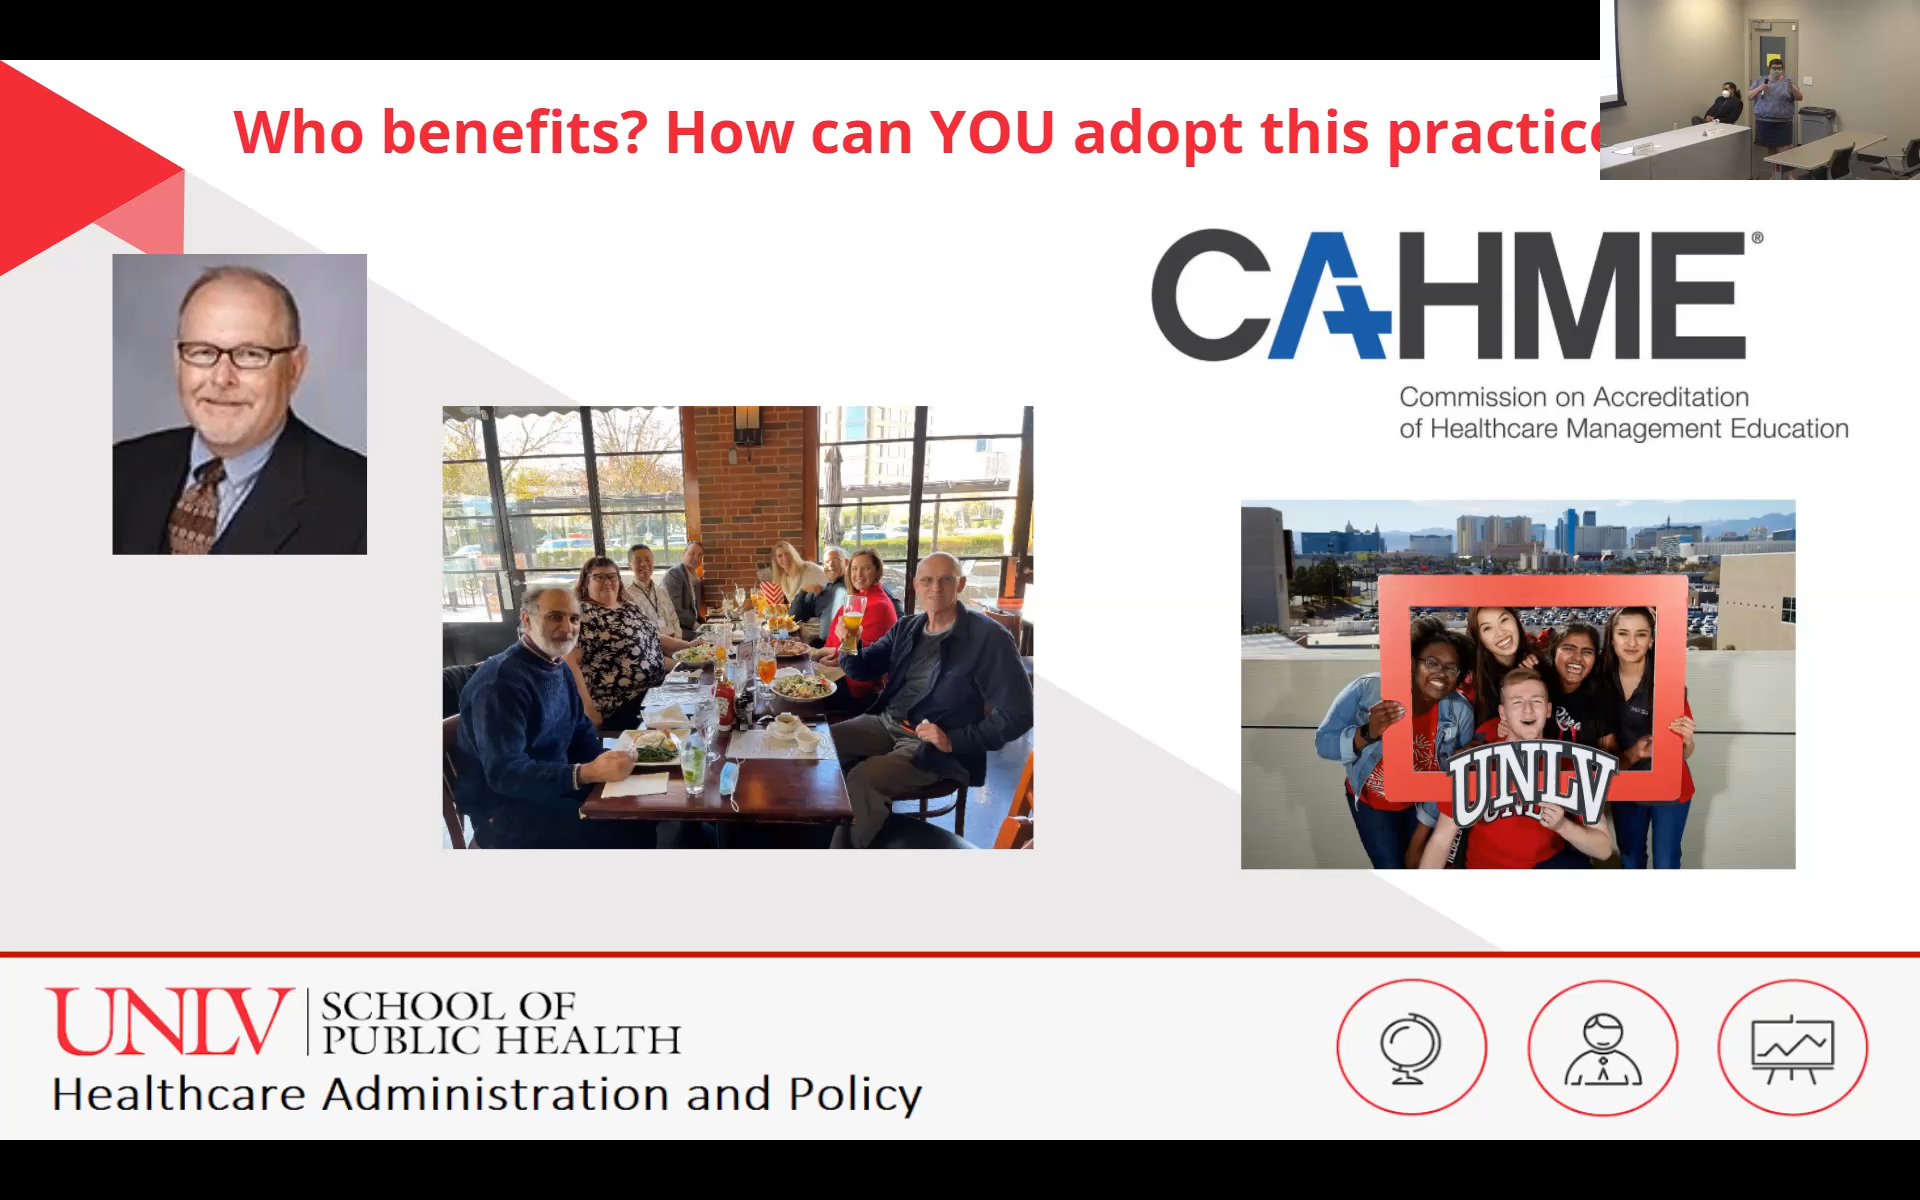 Who benefits? How can YOU adopt this practice
CAHME®
Commission on Accreditation
of Healthcare Management Education
UNLV
UNLV SCHOOL OF
PUBLIC HEALTH
Healthcare Administration and Policy